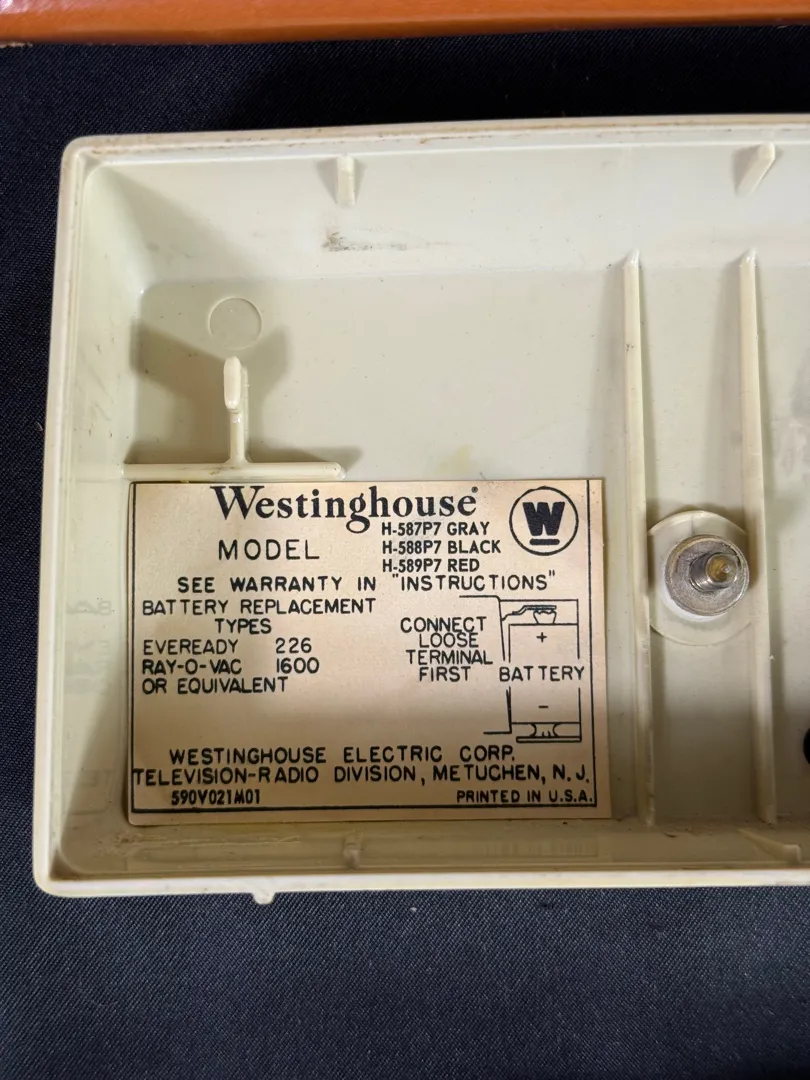 Westinghouse
W
MODEL
H-587P7 GRAY
H-588P7 BLACK
H-589P7 RED
SEE WARRANTY IN "INSTRUCTIONS"
BATTERY REPLACEMENT
TYPES
EVEREADY 226
RAY-O-VAC 1600
OR EQUIVALENT
CONNECT
LOOSE
TERMINAL
FIRST
+
BATTERY
−
WESTINGHOUSE ELECTRIC CORP.
TELEVISION-RADIO DIVISION, METUCHEN, N.J.
590V021M01
PRINTED IN U.S.A.